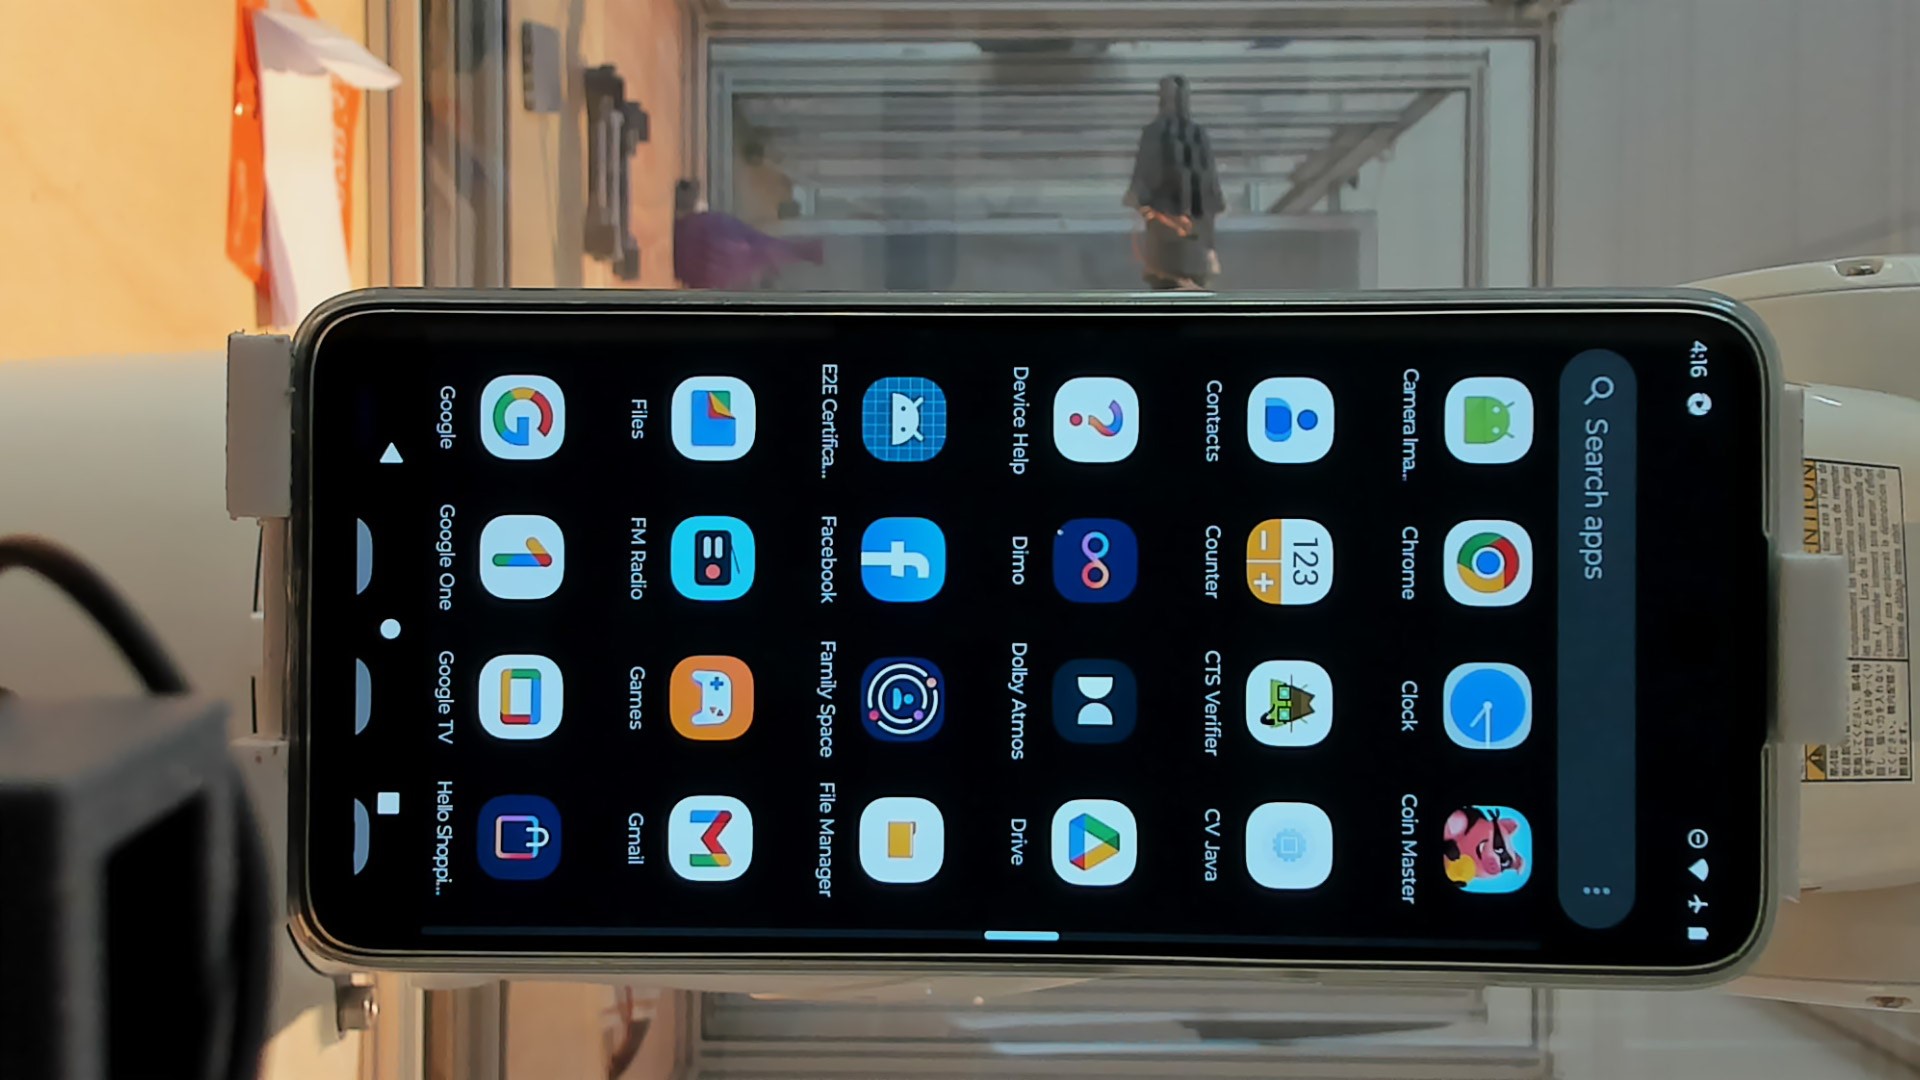 4:16
Search apps
Camera Ima...
Chrome
Clock
Coin Master
123
Contacts
Counter
CTS Verifier
CV Java
Device Help
Dimo
Dolby Atmos
Drive
E2E Certifica...
Facebook
Family Space
File Manager
Files
FM Radio
Games
Gmail
Google
Google One
Google TV
Hello Shoppi...